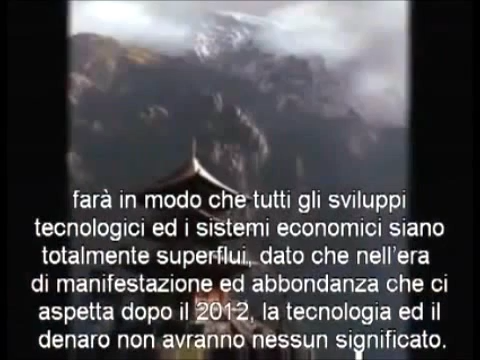 farà in modo che tutti gli sviluppi
tecnologici ed i sistemi economici siano
totalmente superflui, dato che nell'era
di manifestazione ed abbondanza che ci
aspetta dopo il 2012, la tecnologia ed il
denaro non avranno nessun significato.